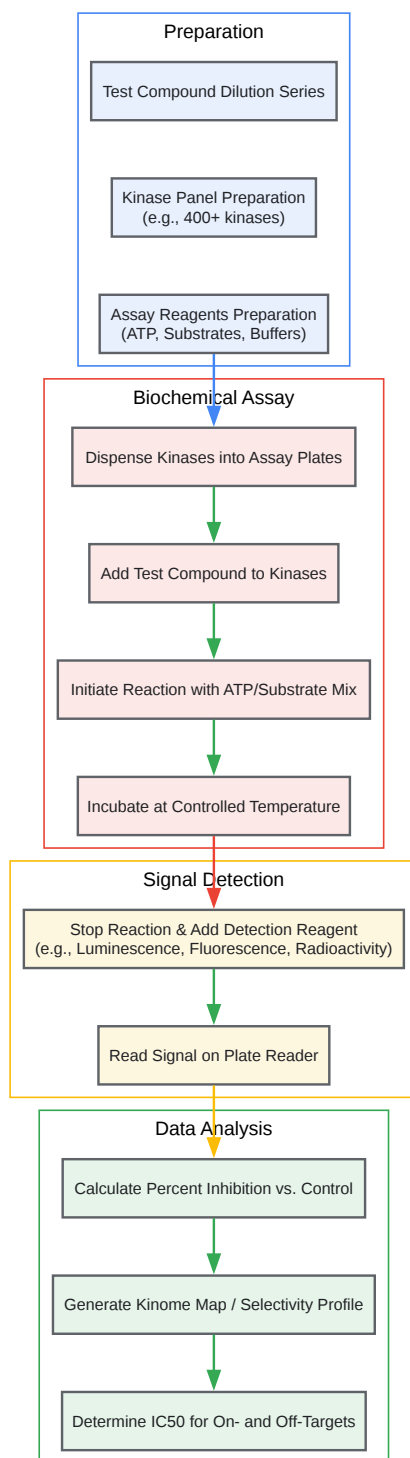 Preparation
Test Compound Dilution Series
Kinase Panel Preparation
(e.g., 400+ kinases)
Assay Reagents Preparation
(ATP, Substrates, Buffers)
Biochemical Assay
Dispense Kinases into Assay Plates
Add Test Compound to Kinases
Initiate Reaction with ATP/Substrate Mix
Incubate at Controlled Temperature
Signal Detection
Stop Reaction & Add Detection Reagent
(e.g., Luminescence, Fluorescence, Radioactivity)
Read Signal on Plate Reader
Data Analysis
Calculate Percent Inhibition vs. Control
Generate Kinome Map / Selectivity Profile
Determine IC50 for On- and Off-Targets